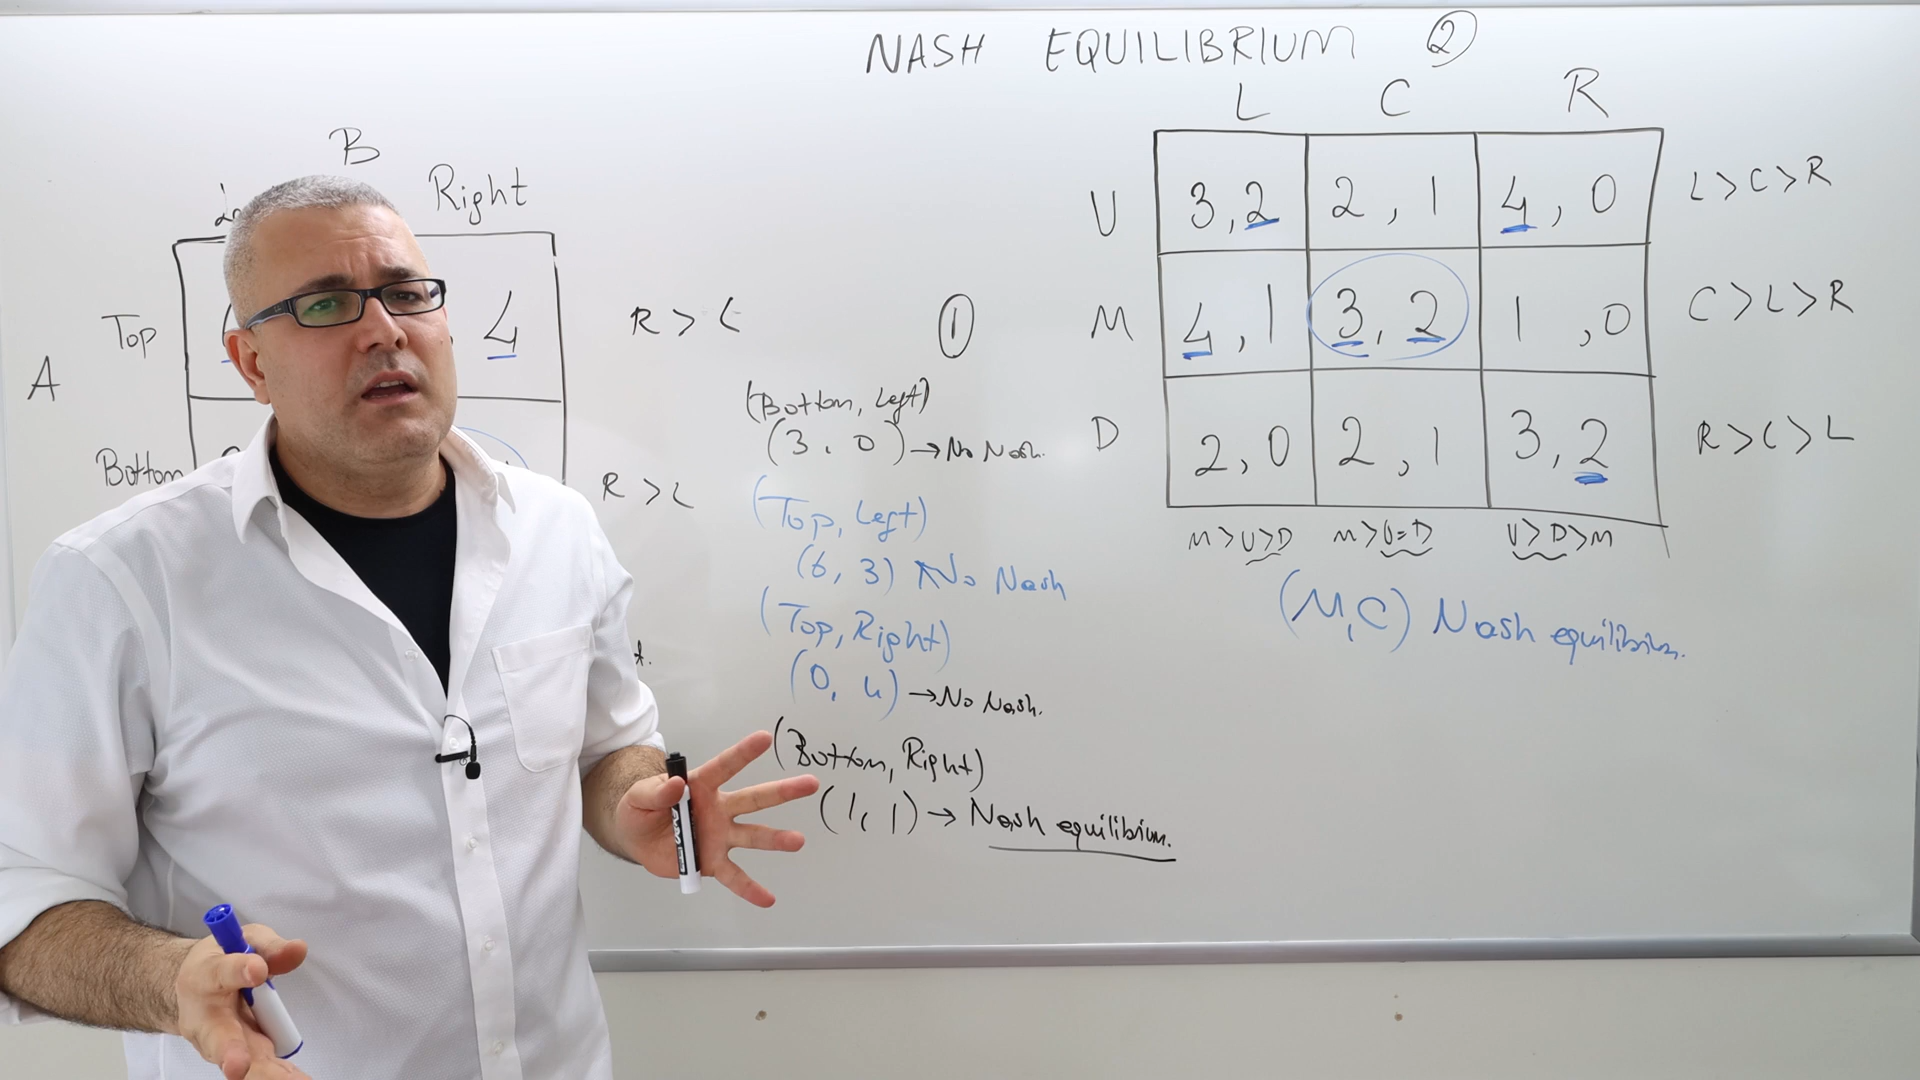 NASH EQUILIBRIUM ②
B
Right
Top
4
R > L
A
Bottom
R > L
①
(Bottom, Left)
(3, 0) → No Nash.
(Top, Left)
(6, 3) No Nash
(Top, Right)
(0, 4) → No Nash.
(Bottom, Right)
(1, 1) → Nash equilibrium.
L C R
U 3,2 2,1 4,0 L > C > R
M 4,1 3,2 1,0 C > L > R
D 2,0 2,1 3,2 R > C > L
M > U > D M > U = D U > D > M
(M, C) Nash equilibrium.